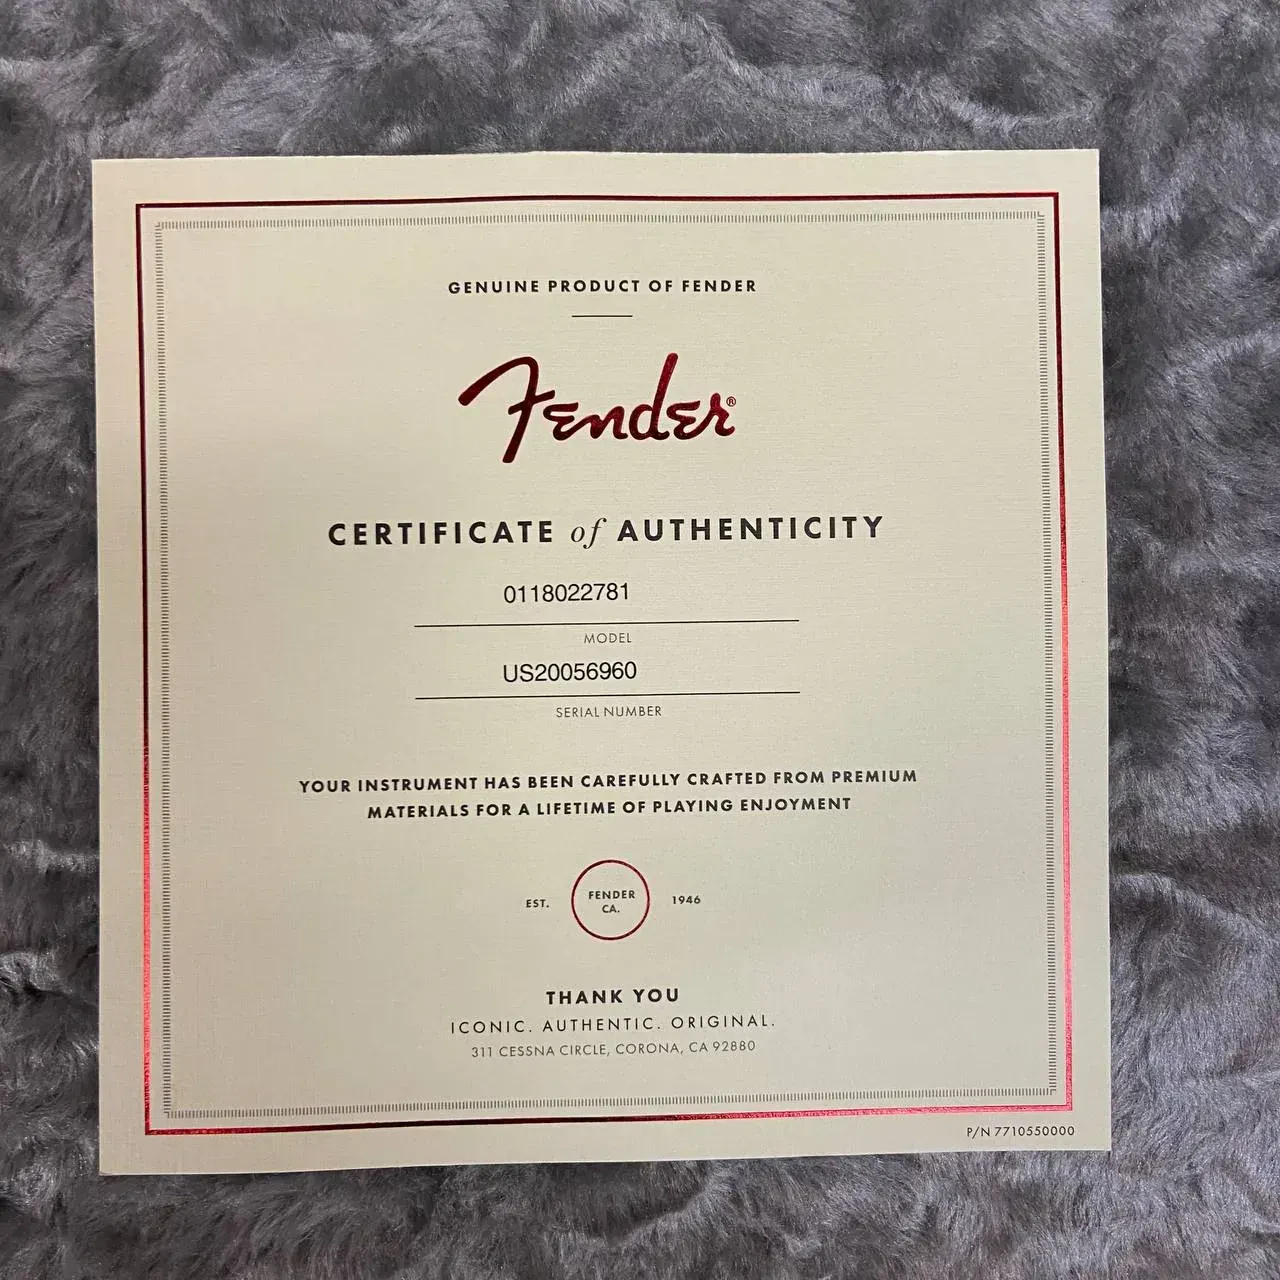 GENUINE PRODUCT OF FENDER
Fender®
CERTIFICATE of AUTHENTICITY
0118022781
MODEL
US20056960
SERIAL NUMBER
YOUR INSTRUMENT HAS BEEN CAREFULLY CRAFTED FROM PREMIUM
MATERIALS FOR A LIFETIME OF PLAYING ENJOYMENT
EST. FENDER CA. 1946
THANK YOU
ICONIC. AUTHENTIC. ORIGINAL.
311 CESSNA CIRCLE, CORONA, CA 92880
P/N 7710550000